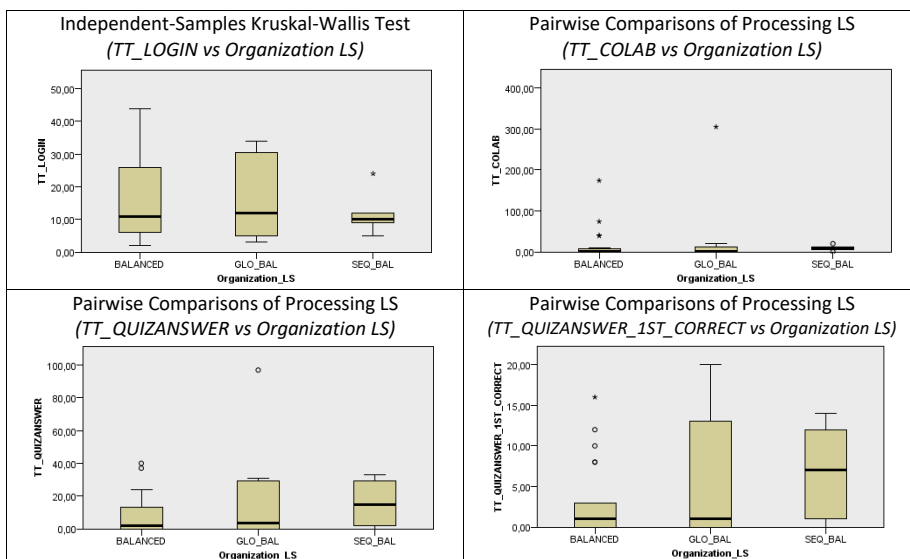 Independent-Samples Kruskal-Wallis Test
(TT_LOGIN vs Organization LS)
50,00
40,00
30,00
20,00
10,00
0,00
TT_LOGIN
BALANCED GLO_BAL SEQ_BAL
Organization_LS
Pairwise Comparisons of Processing LS
(TT_COLAB vs Organization LS)
400,00
300,00
200,00
100,00
0,00
TT_COLAB
BALANCED GLO_BAL SEQ_BAL
Organization_LS
Pairwise Comparisons of Processing LS
(TT_QUIZANSWER vs Organization LS)
100,00
80,00
60,00
40,00
20,00
0,00
TT_QUIZANSWER
BALANCED GLO_BAL SEQ_BAL
Organization_LS
Pairwise Comparisons of Processing LS
(TT_QUIZANSWER_1ST_CORRECT vs Organization LS)
20,00
15,00
10,00
5,00
0,00
TT_QUIZANSWER_1ST_CORRECT
BALANCED GLO_BAL SEQ_BAL
Organization_LS